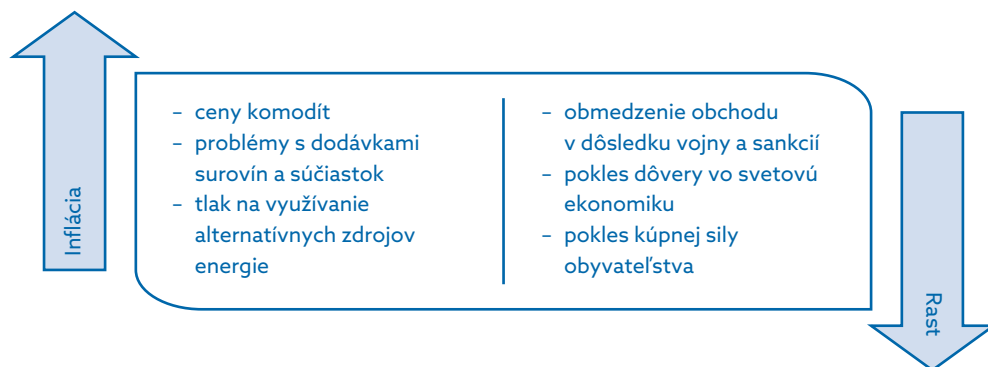 Inflácia
– ceny komodít
– problémy s dodávkami
surovín a súčiastok
– tlak na využívanie
alternatívnych zdrojov
energie
– obmedzenie obchodu
v dôsledku vojny a sankcií
– pokles dôvery vo svetovú
ekonomiku
– pokles kúpnej sily
obyvateľstva
Rast